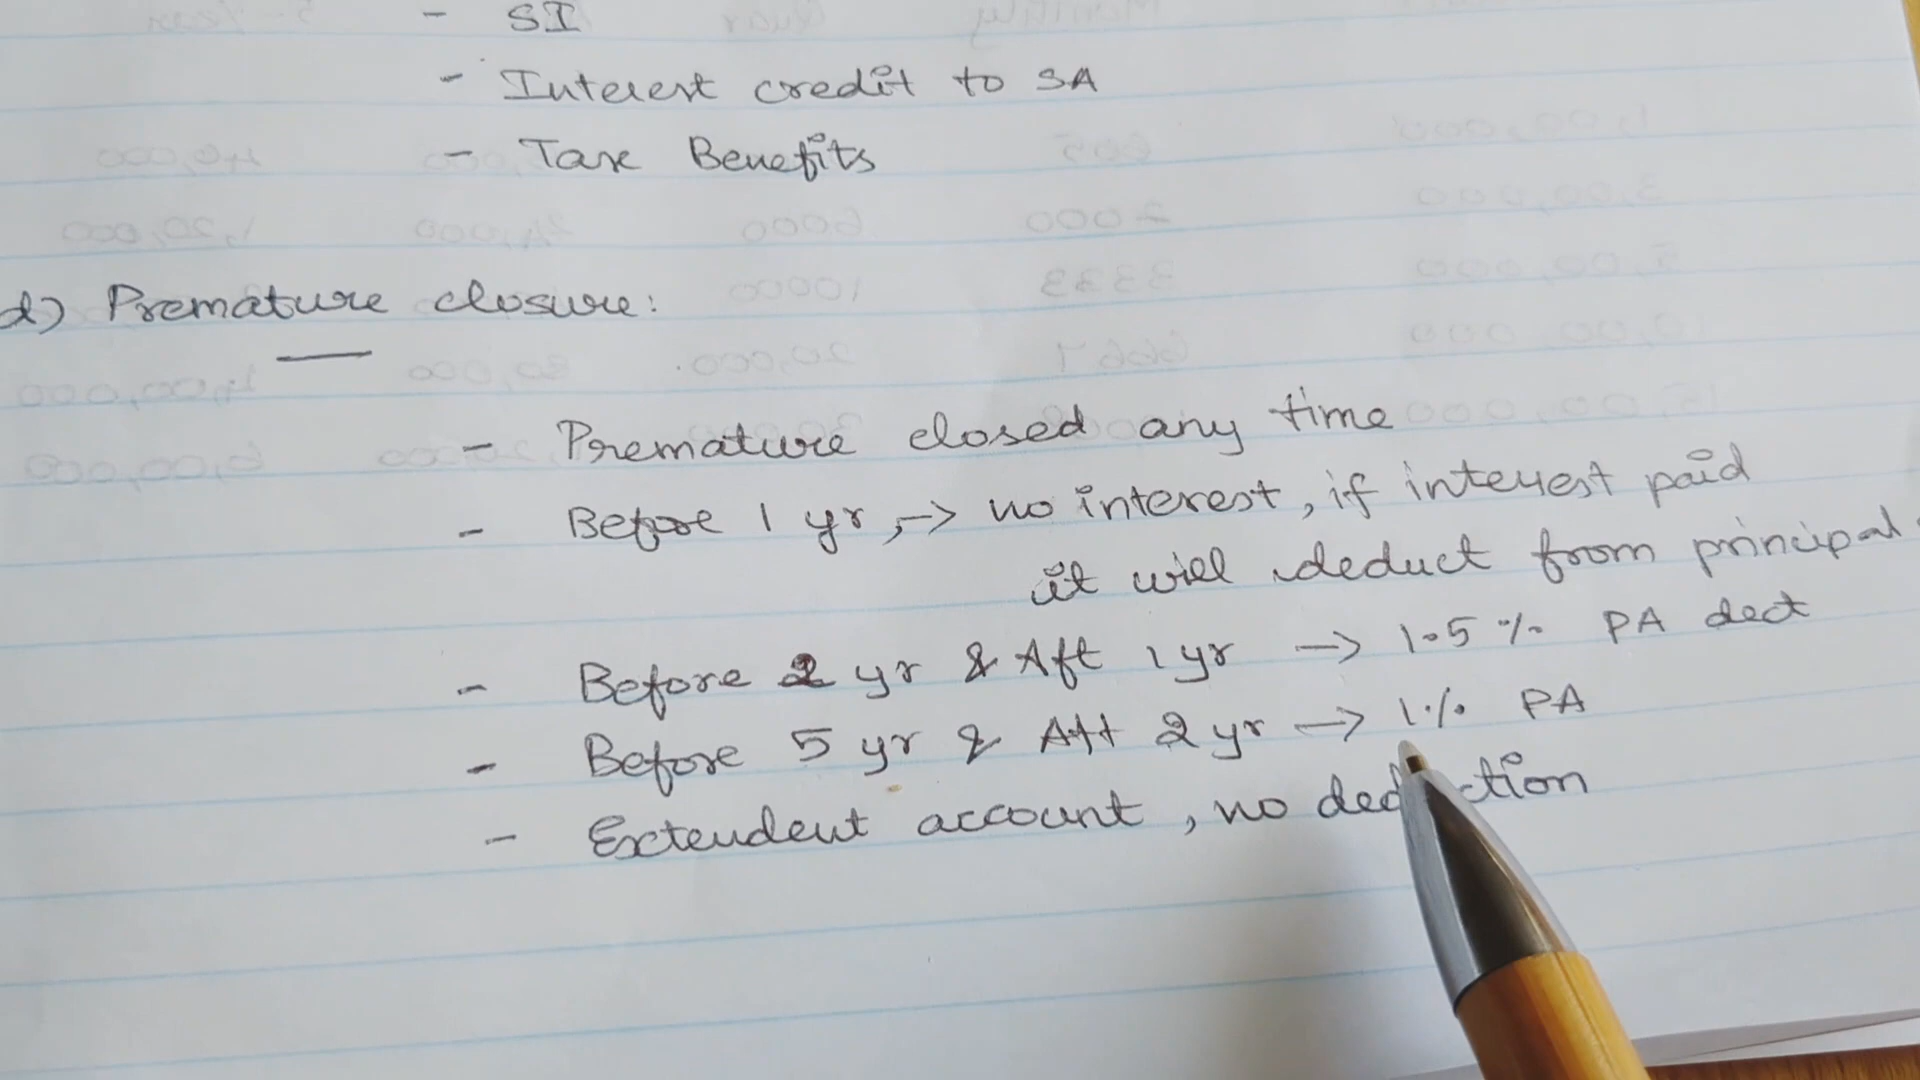 - SI
- Interest credit to SA
- Tax Benefits
d) Premature closure:
- Premature closed any time
- Before 1 yr, -> no interest, if interest paid
it will deduct from principal
- Before 2 yr & Aft 1 yr -> 1.5% PA dect
- Before 5 yr & Aft 2 yr -> 1% PA
- Extendent account, no deduction